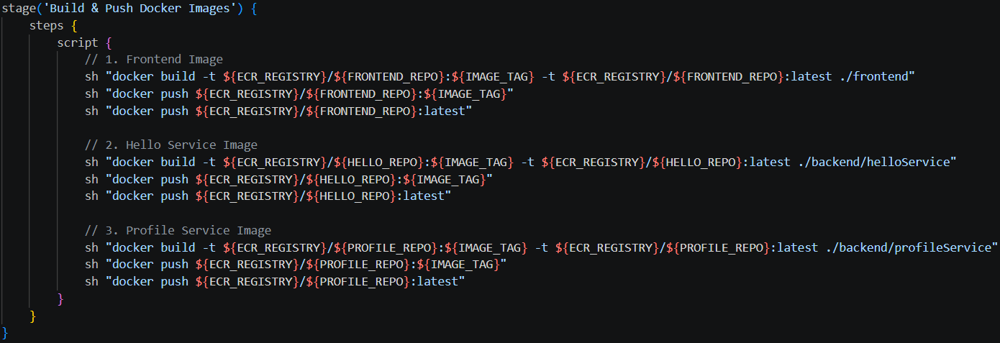 stage('Build & Push Docker Images') {
    steps {
        script {
            // 1. Frontend Image
            sh "docker build -t ${ECR_REGISTRY}/${FRONTEND_REPO}:${IMAGE_TAG} -t ${ECR_REGISTRY}/${FRONTEND_REPO}:latest ./frontend"
            sh "docker push ${ECR_REGISTRY}/${FRONTEND_REPO}:${IMAGE_TAG}"
            sh "docker push ${ECR_REGISTRY}/${FRONTEND_REPO}:latest"

            // 2. Hello Service Image
            sh "docker build -t ${ECR_REGISTRY}/${HELLO_REPO}:${IMAGE_TAG} -t ${ECR_REGISTRY}/${HELLO_REPO}:latest ./backend/helloService"
            sh "docker push ${ECR_REGISTRY}/${HELLO_REPO}:${IMAGE_TAG}"
            sh "docker push ${ECR_REGISTRY}/${HELLO_REPO}:latest"

            // 3. Profile Service Image
            sh "docker build -t ${ECR_REGISTRY}/${PROFILE_REPO}:${IMAGE_TAG} -t ${ECR_REGISTRY}/${PROFILE_REPO}:latest ./backend/profileService"
            sh "docker push ${ECR_REGISTRY}/${PROFILE_REPO}:${IMAGE_TAG}"
            sh "docker push ${ECR_REGISTRY}/${PROFILE_REPO}:latest"
        }
    }
}